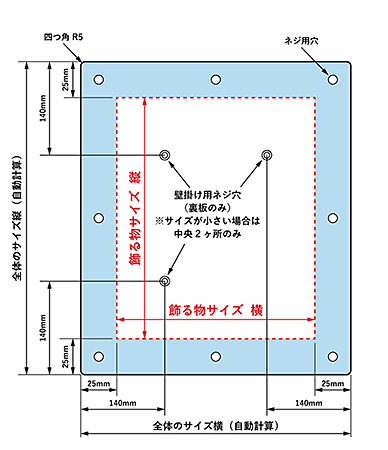 四つ角 R5
ネジ用穴
25mm
140mm
壁掛け用ネジ穴
（裏板のみ）
※サイズが小さい場合は
中央2ヶ所のみ
飾る物サイズ 縦
全体のサイズ縦（自動計算）
飾る物サイズ 横
140mm
25mm
25mm
25mm
140mm
140mm
全体のサイズ横（自動計算）